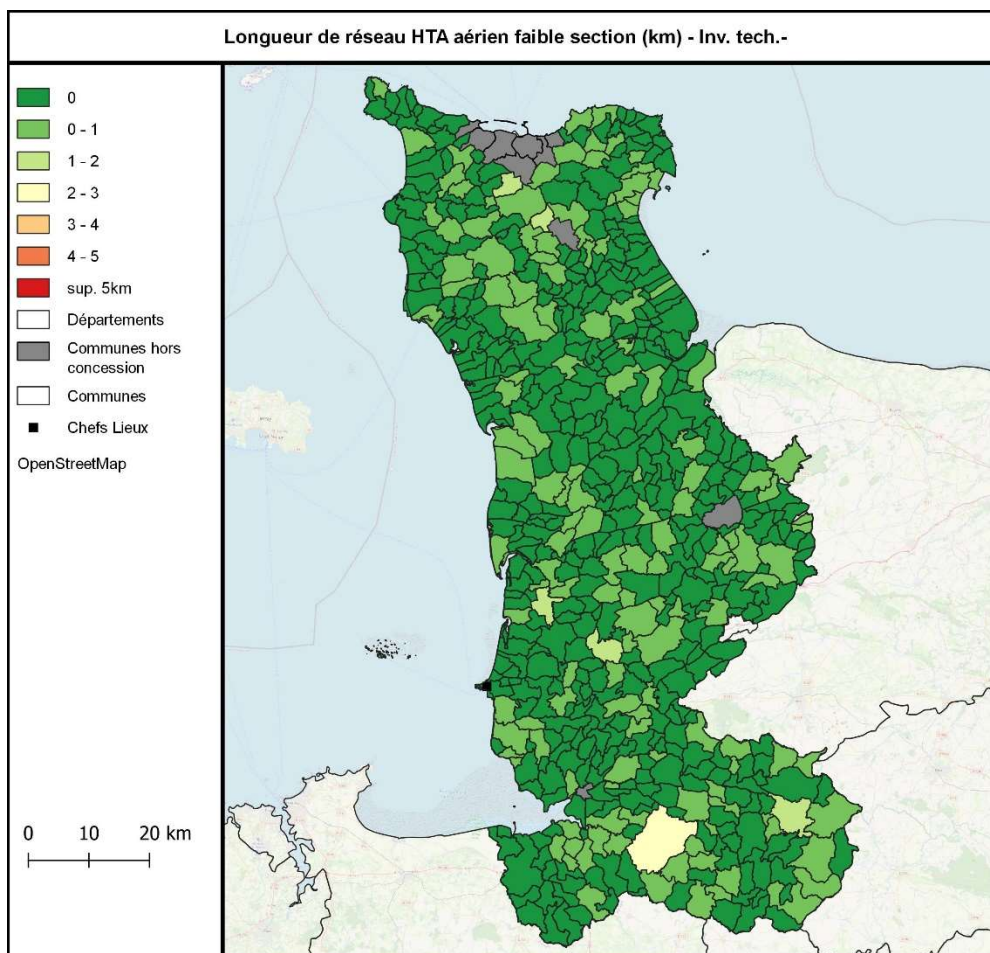 Longueur de réseau HTA aérien faible section (km) - Inv. tech.-
0
0 - 1
1 - 2
2 - 3
3 - 4
4 - 5
sup. 5km
Départements
Communes hors
concession
Communes
Chefs Lieux
OpenStreetMap
0 10 20 km